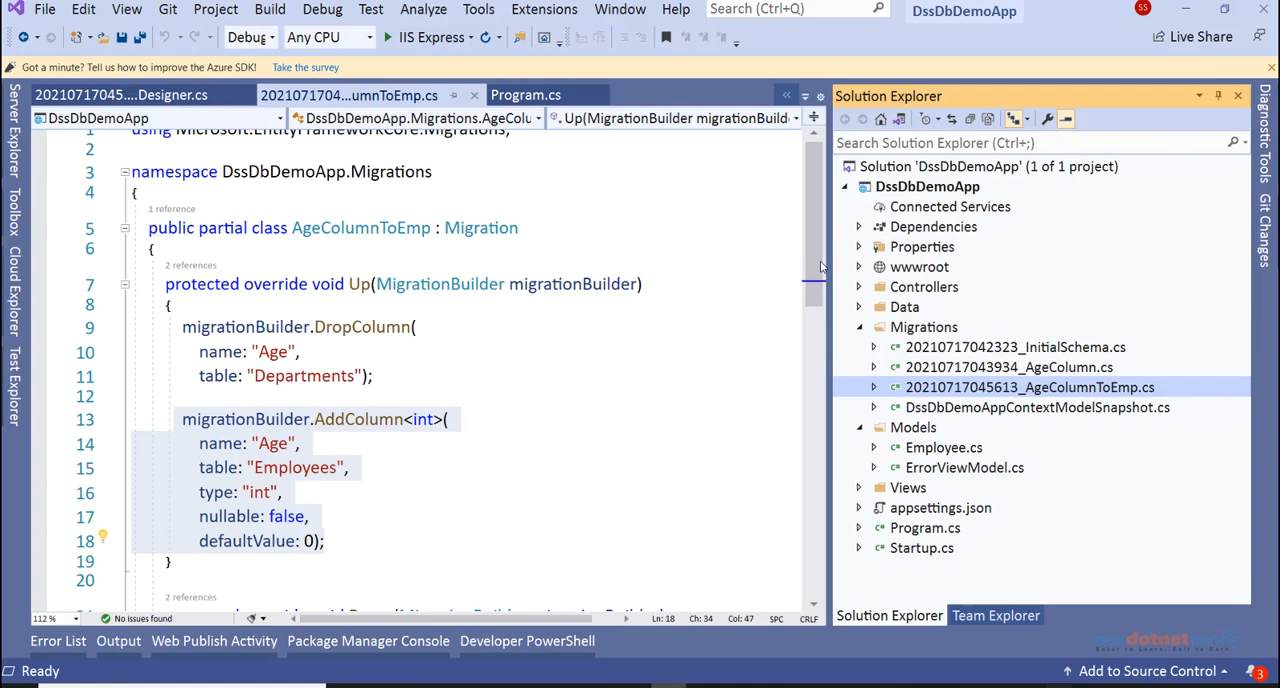 File Edit View Git Project Build Debug Test Analyze Tools Extensions Window Help Search (Ctrl+Q) DssDbDemoApp SS
Debug Any CPU IIS Express Live Share
Got a minute? Tell us how to improve the Azure SDK! Take the survey
20210717045....Designer.cs 202107170​4...umnToEmp.cs Program.cs
DssDbDemoApp DssDbDemoApp.Migrations.AgeColu Up(MigrationBuilder migrationBuilde
Server Explorer
Toolbox
Cloud Explorer
Test Explorer
1 using Microsoft.EntityFrameworkCore.Migrations;
2
3 namespace DssDbDemoApp.Migrations
4 {
1 reference
5 public partial class AgeColumnToEmp : Migration
6 {
2 references
7 protected override void Up(MigrationBuilder migrationBuilder)
8 {
9 migrationBuilder.DropColumn(
10 name: "Age",
11 table: "Departments");
12
13 migrationBuilder.AddColumn<int>(
14 name: "Age",
15 table: "Employees",
16 type: "int",
17 nullable: false,
18 defaultValue: 0);
19 }
20
2 references
112 % No issues found Ln: 18 Ch: 34 Col: 47 SPC CRLF
Solution Explorer
Search Solution Explorer (Ctrl+;)
Solution 'DssDbDemoApp' (1 of 1 project)
DssDbDemoApp
Connected Services
Dependencies
Properties
wwwroot
Controllers
Data
Migrations
20210717042323_InitialSchema.cs
20210717043934_AgeColumn.cs
20210717045613_AgeColumnToEmp.cs
DssDbDemoAppContextModelSnapshot.cs
Models
Employee.cs
ErrorViewModel.cs
Views
appsettings.json
Program.cs
Startup.cs
Solution Explorer Team Explorer
Diagnostic Tools
Git Changes
Error List Output Web Publish Activity Package Manager Console Developer PowerShell
Ready Add to Source Control 3